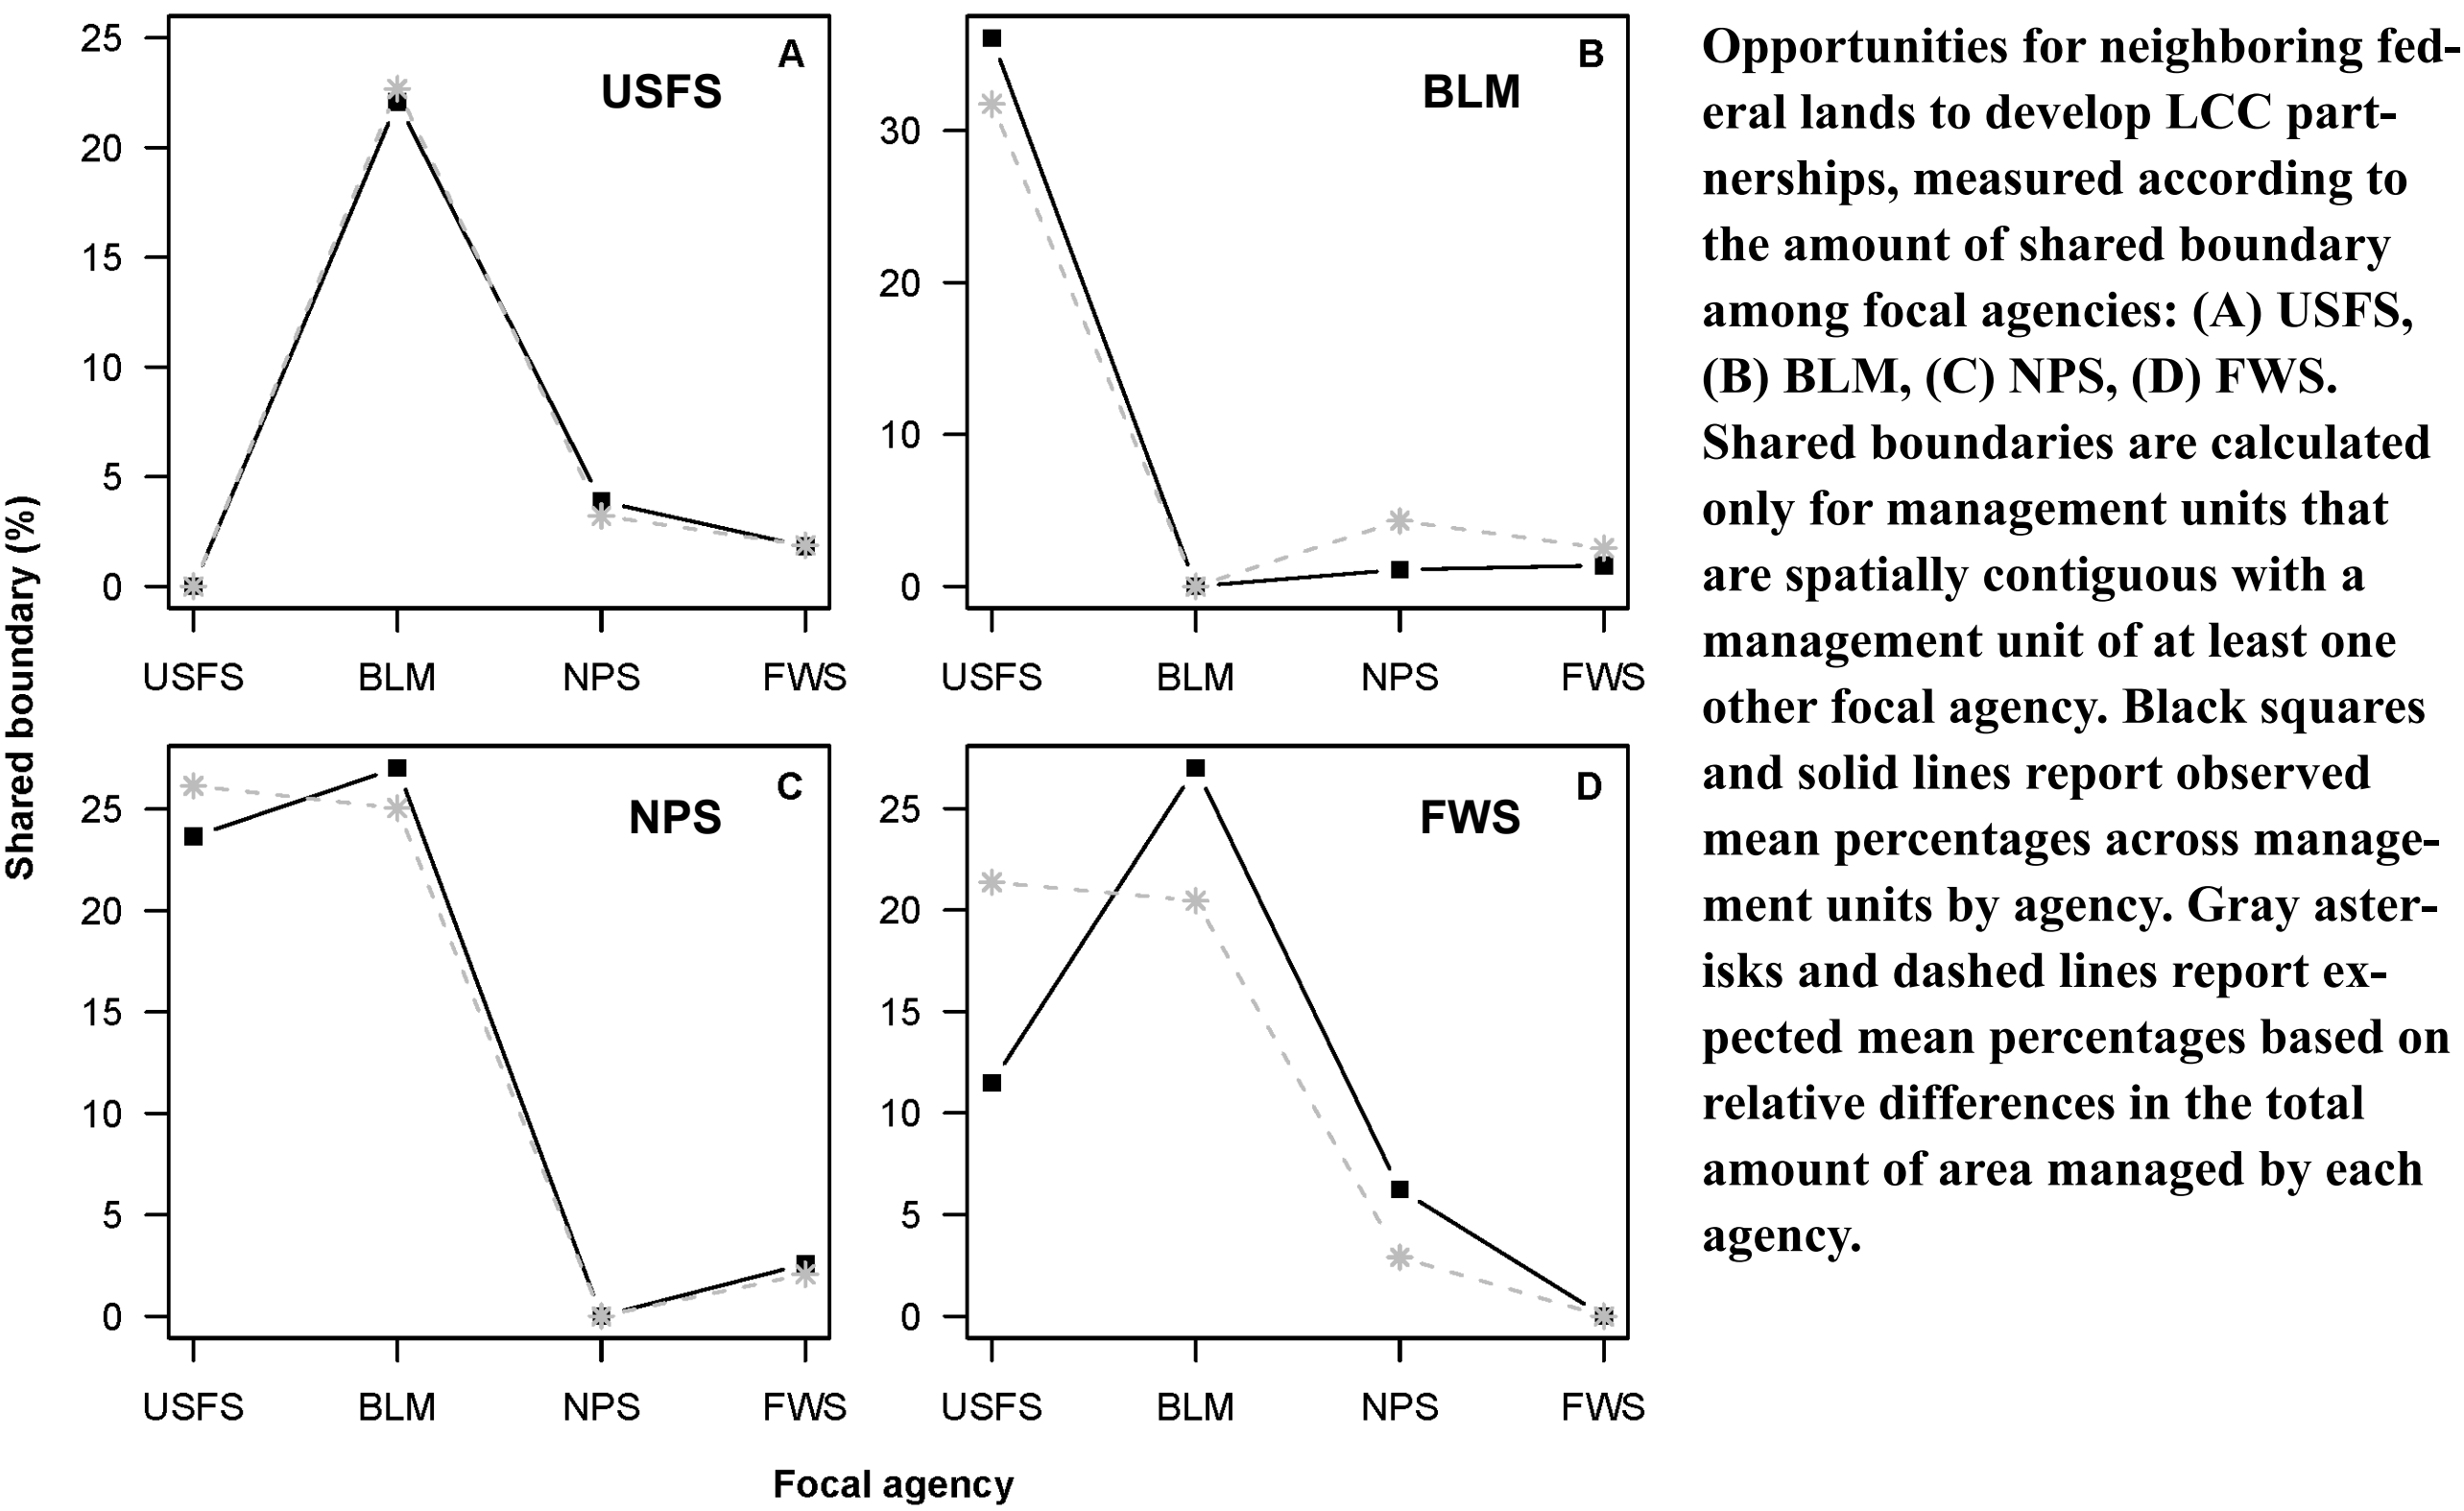 A
USFS
25
20
15
10
5
0
USFS BLM NPS FWS
B
BLM
30
20
10
0
USFS BLM NPS FWS
C
NPS
25
20
15
10
5
0
USFS BLM NPS FWS
D
FWS
25
20
15
10
5
0
USFS BLM NPS FWS
Shared boundary (%)
Focal agency
Opportunities for neighboring fed-
eral lands to develop LCC part-
nerships, measured according to
the amount of shared boundary
among focal agencies: (A) USFS,
(B) BLM, (C) NPS, (D) FWS.
Shared boundaries are calculated
only for management units that
are spatially contiguous with a
management unit of at least one
other focal agency. Black squares
and solid lines report observed
mean percentages across manage-
ment units by agency. Gray aster-
isks and dashed lines report ex-
pected mean percentages based on
relative differences in the total
amount of area managed by each
agency.